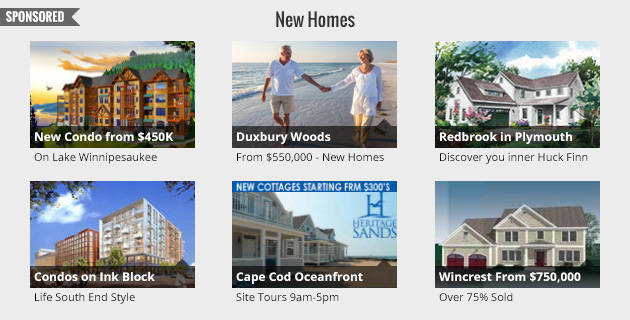 SPONSORED
New Homes
New Condo from $450K
On Lake Winnipesaukee
Duxbury Woods
From $550,000 - New Homes
Redbrook in Plymouth
Discover you inner Huck Finn
Condos on Ink Block
Life South End Style
NEW COTTAGES STARTING FRM $300'S
H
HERITAGE
SANDS
Cape Cod Oceanfront
Site Tours 9am-5pm
Wincrest From $750,000
Over 75% Sold